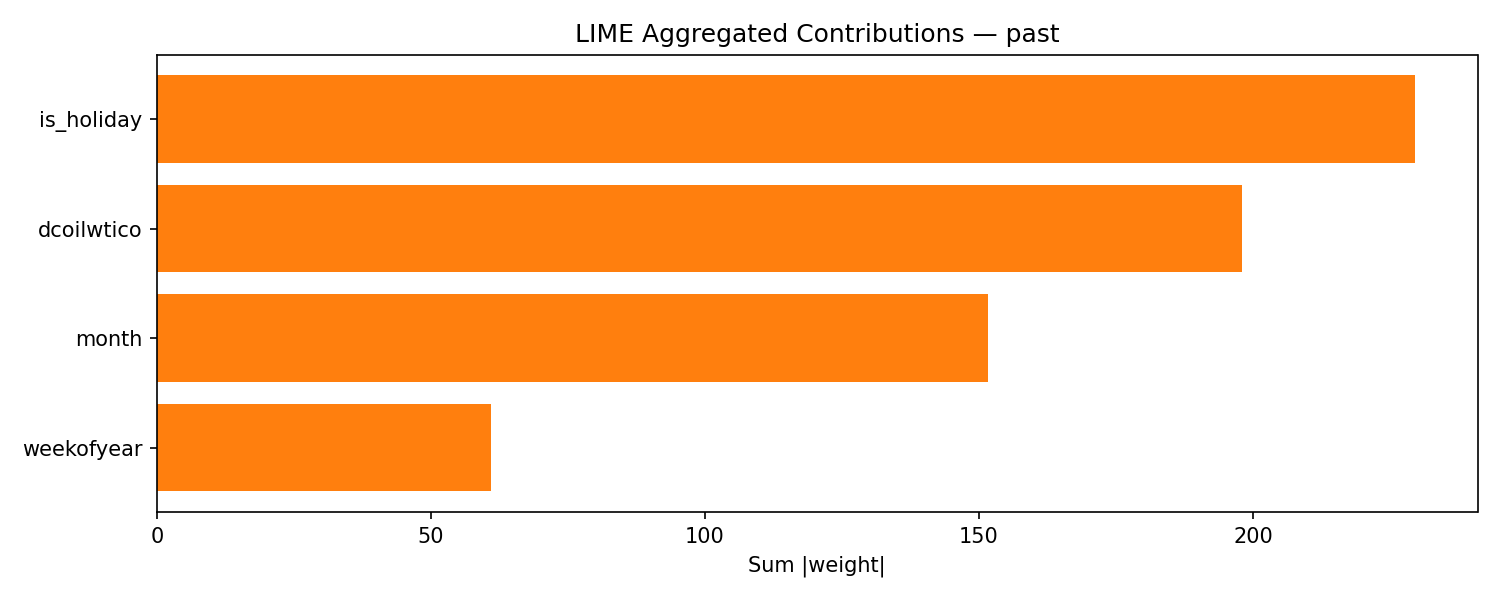 LIME Aggregated Contributions — past
is_holiday
dcoilwtico
month
weekofyear
0 50 100 150 200
Sum |weight|